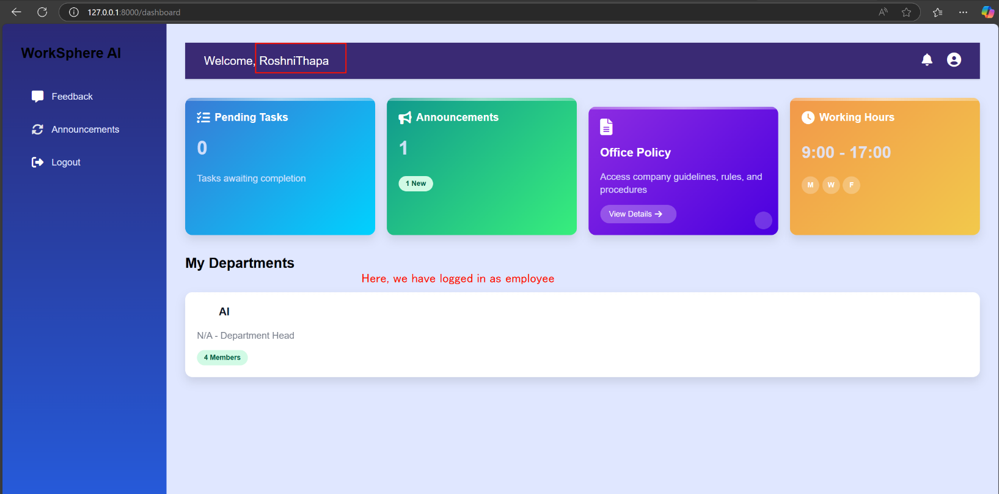 127.0.0.1:8000/dashboard
WorkSphere AI
Feedback
Announcements
Logout
Welcome, RoshniThapa
Pending Tasks
0
Tasks awaiting completion
Announcements
1
1 New
Office Policy
Access company guidelines, rules, and
procedures
View Details
Working Hours
9:00 - 17:00
M W F
My Departments
Here, we have logged in as employee
AI
N/A - Department Head
4 Members